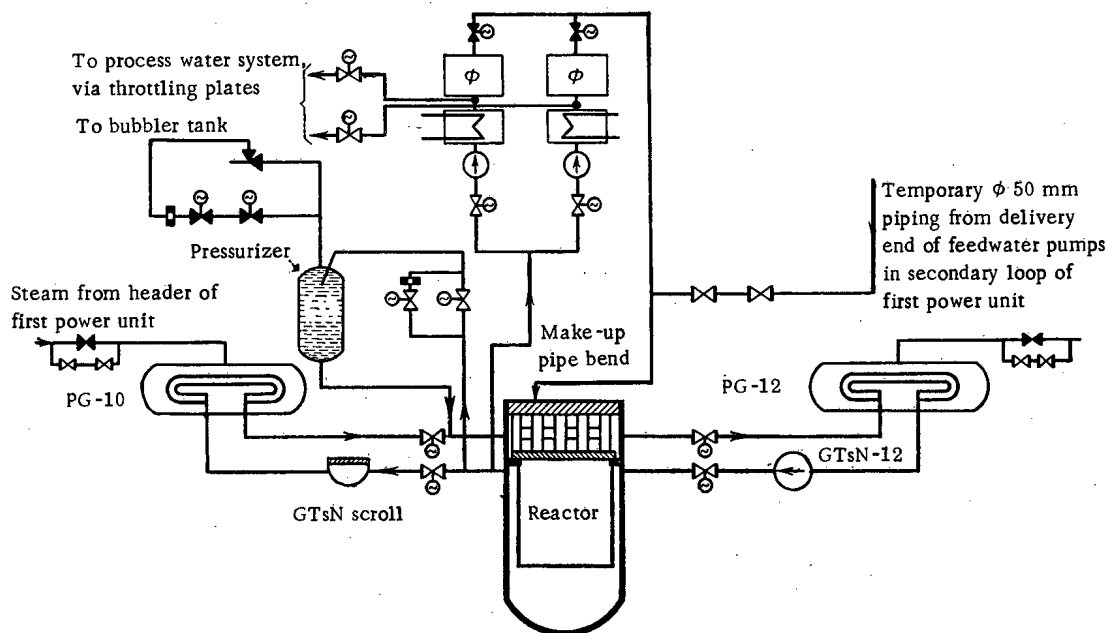 To process water system,
via throttling plates
To bubbler tank
Φ
Φ
Pressurizer
Steam from header of
first power unit
PG-10
Make-up
pipe bend
Temporary ϕ 50 mm
piping from delivery
end of feedwater pumps
in secondary loop of
first power unit
PG-12
GTsN-12
GTsN scroll
Reactor